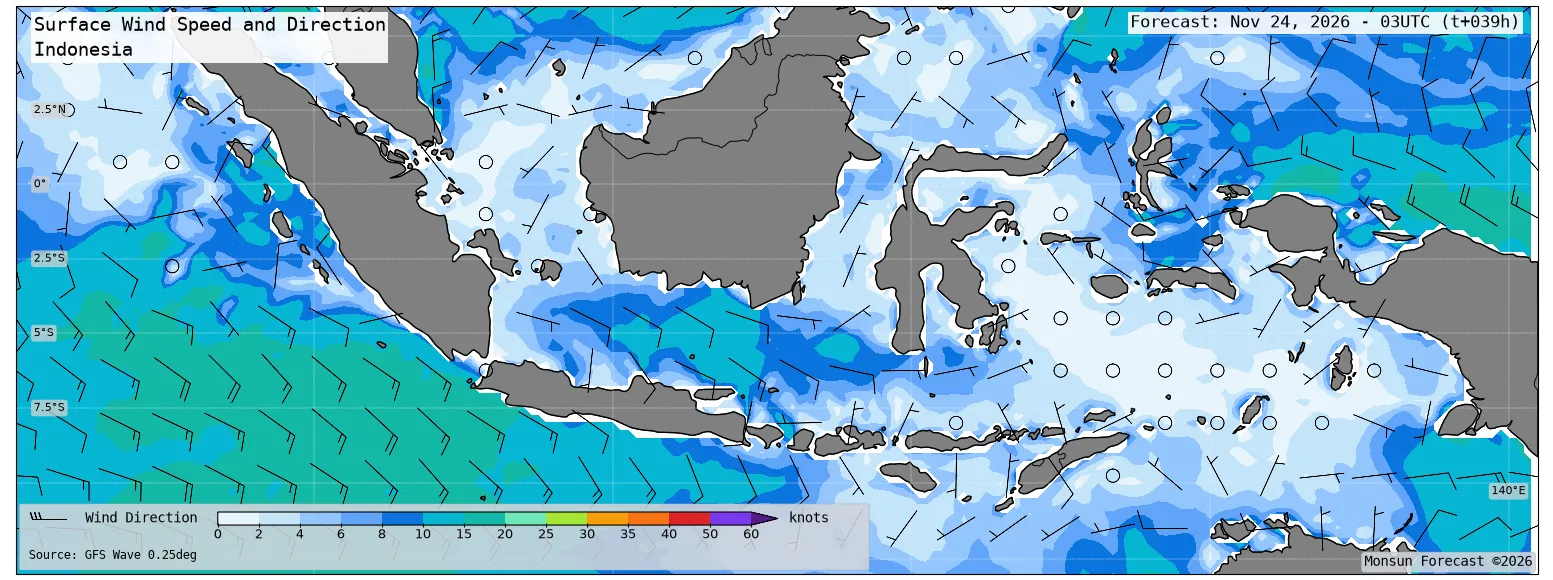 Surface Wind Speed and Direction
Indonesia
Forecast: Nov 24, 2026 - 03UTC (t+039h)
2.5°N
0°
2.5°S
5°S
7.5°S
140°E
Wind Direction
0 2 4 6 8 10 15 20 25 30 35 40 50 60
knots
Source: GFS Wave 0.25deg
Monsun Forecast ©2026